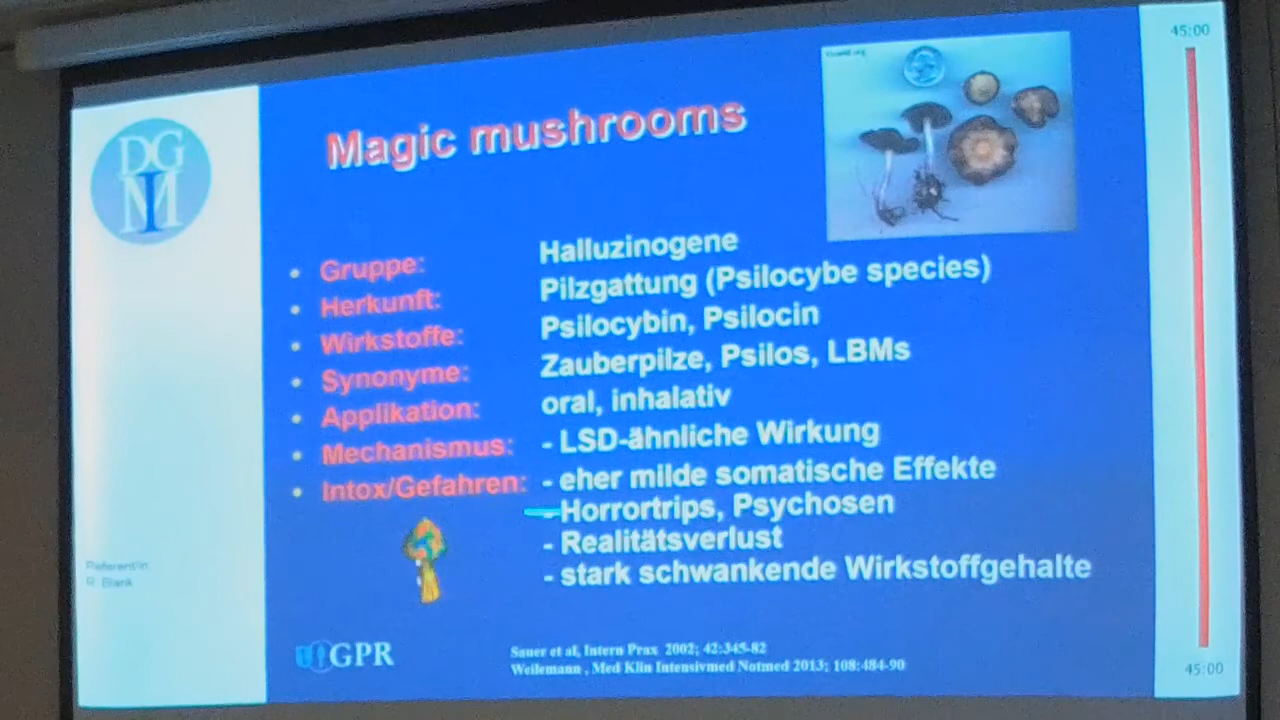 45:00
DG
IM
Magic mushrooms
• Gruppe: Halluzinogene
• Herkunft: Pilzgattung (Psilocybe species)
• Wirkstoffe: Psilocybin, Psilocin
• Synonyme: Zauberpilze, Psilos, LBMs
• Applikation: oral, inhalativ
• Mechanismus: - LSD-ähnliche Wirkung
• Intox/Gefahren: - eher milde somatische Effekte
- Horrortrips, Psychosen
- Realitätsverlust
- stark schwankende Wirkstoffgehalte
Referent/in
R. Blank
GPR
Sauer et al, Intern Prax 2002; 42:345-82
Weilemann , Med Klin Intensivmed Notmed 2013; 108:484-90
45:00